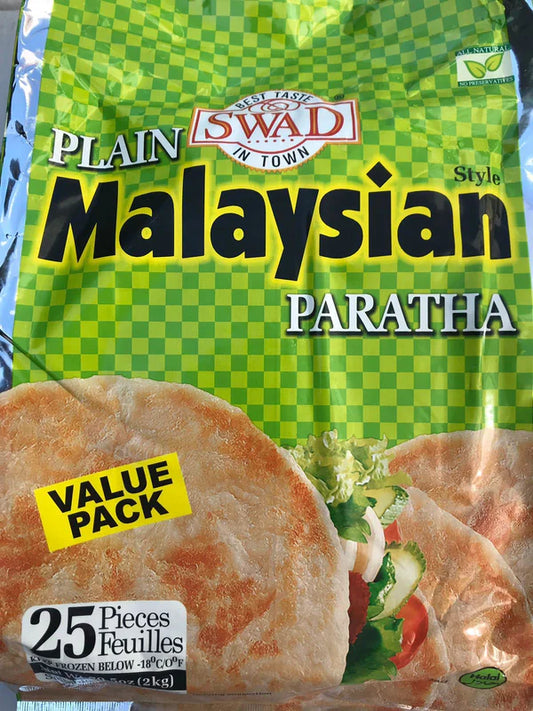 ALL NATURAL
NO PRESERVATIVES
BEST TASTE
SWAD®
IN TOWN
PLAIN
Style
Malaysian
PARATHA
VALUE
PACK
25 Pieces
Feuilles
KEEP FROZEN BELOW -18°C/0°F
(2kg)
Halal